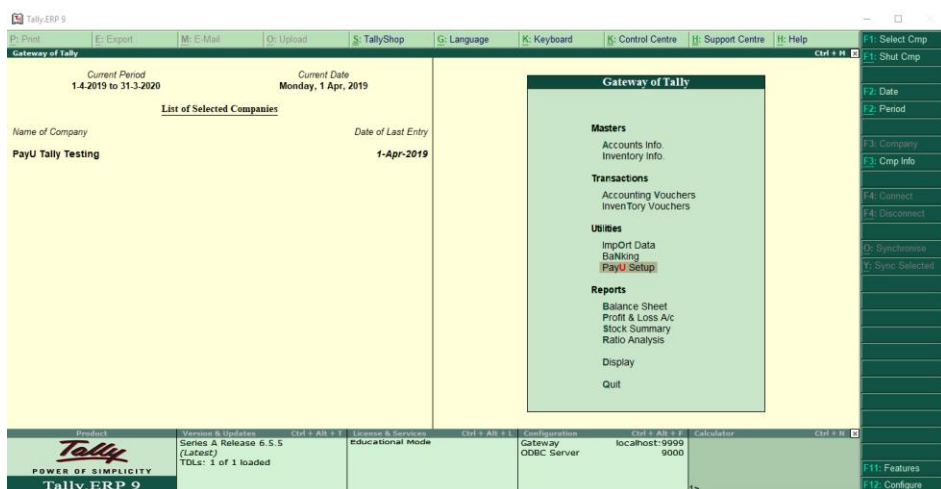 Tally.ERP 9
P: Print E: Export M: E-Mail O: Upload S: TallyShop G: Language K: Keyboard K: Control Centre H: Support Centre H: Help
Gateway of Tally Ctrl + M
Current Period Current Date
1-4-2019 to 31-3-2020 Monday, 1 Apr, 2019
List of Selected Companies
Name of Company Date of Last Entry
PayU Tally Testing 1-Apr-2019
Gateway of Tally
Masters
Accounts Info.
Inventory Info.
Transactions
Accounting Vouchers
InvenTory Vouchers
Utilities
ImpOrt Data
BaNking
PayU Setup
Reports
Balance Sheet
Profit & Loss A/c
Stock Summary
Ratio Analysis
Display
Quit
F1: Select Cmp
F1: Shut Cmp
F2: Date
F2: Period
F3: Company
F3: Cmp Info
F4: Connect
F4: Disconnect
O: Synchronise
Y: Sync Selected
F11: Features
F12: Configure
Product
Tally
POWER OF SIMPLICITY
Tally.ERP 9
Version & Updates Ctrl + Alt + T
Series A Release 6.5.5
(Latest)
TDLs: 1 of 1 loaded
License & Services Ctrl + Alt + L
Educational Mode
Configuration Ctrl + Alt + F
Gateway localhost:9999
ODBC Server 9000
Calculator Ctrl + N
1>